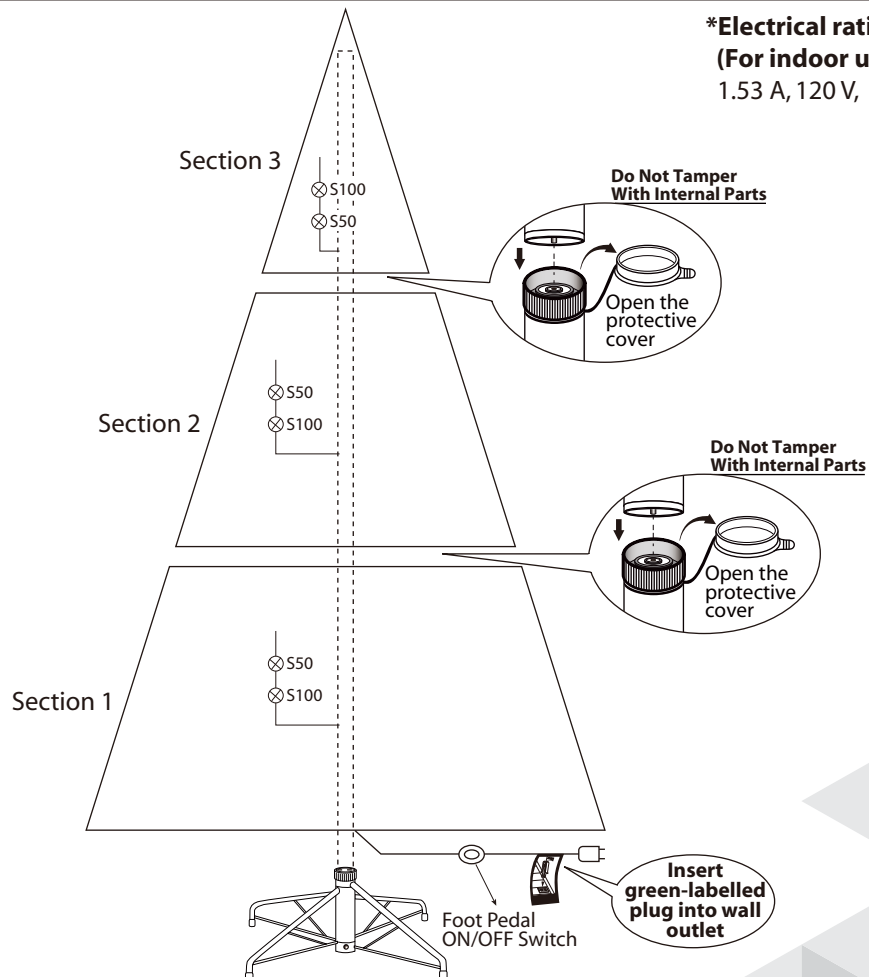 *Electrical rati
(For indoor u
1.53 A, 120 V,
Section 3
S100
S50
Do Not Tamper
With Internal Parts
Open the
protective
cover
Section 2
S50
S100
Do Not Tamper
With Internal Parts
Open the
protective
cover
Section 1
S50
S100
Foot Pedal
ON/OFF Switch
Insert
green-labelled
plug into wall
outlet